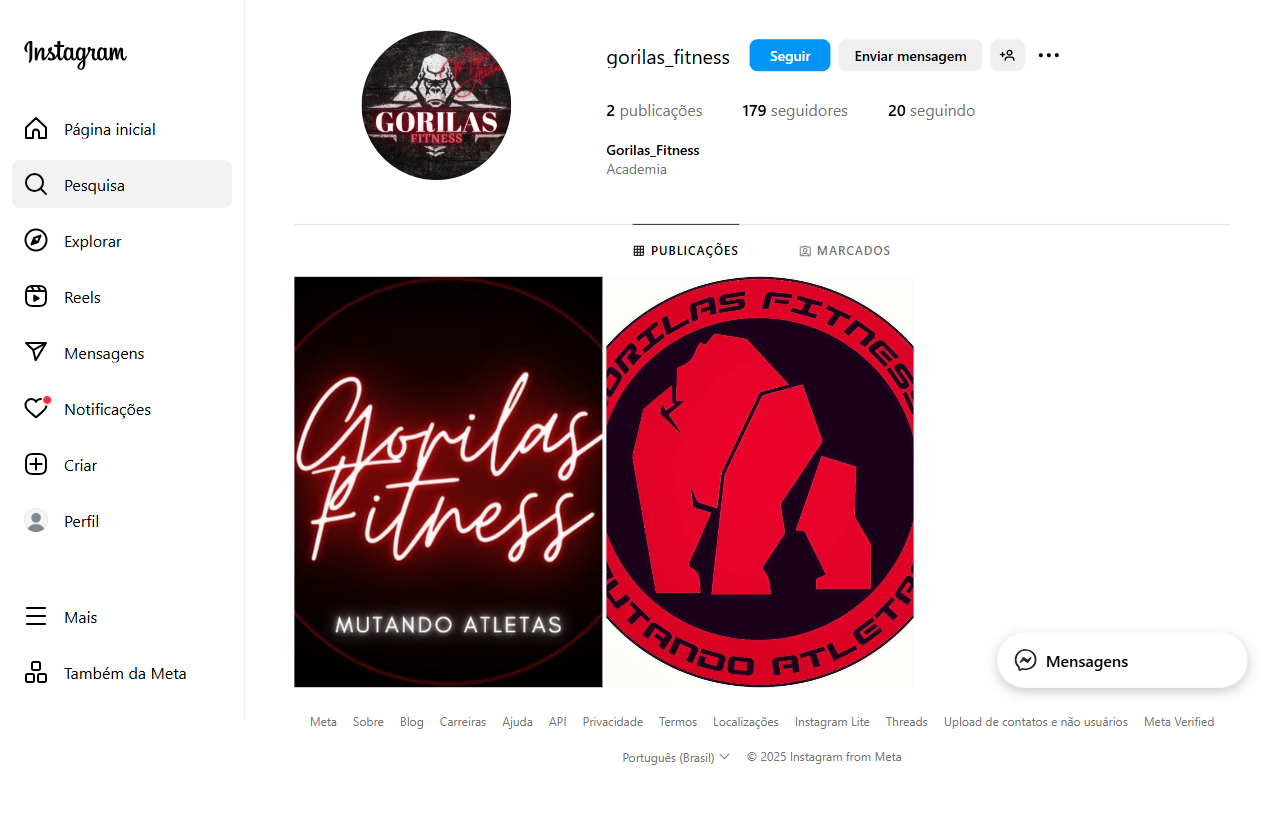 Instagram
Página inicial
Pesquisa
Explorar
Reels
Mensagens
Notificações
Criar
Perfil
Mais
Também da Meta
GORILAS
FITNESS
gorilas_fitness Seguir Enviar mensagem
2 publicações 179 seguidores 20 seguindo
Gorilas_Fitness
Academia
PUBLICAÇÕES MARCADOS
Gorilas
Fitness
MUTANDO ATLETAS
GORILAS FITNESS
MUTANDO ATLETAS
Mensagens
Meta Sobre Blog Carreiras Ajuda API Privacidade Termos Localizações Instagram Lite Threads Upload de contatos e não usuários Meta Verified
Português (Brasil) © 2025 Instagram from Meta